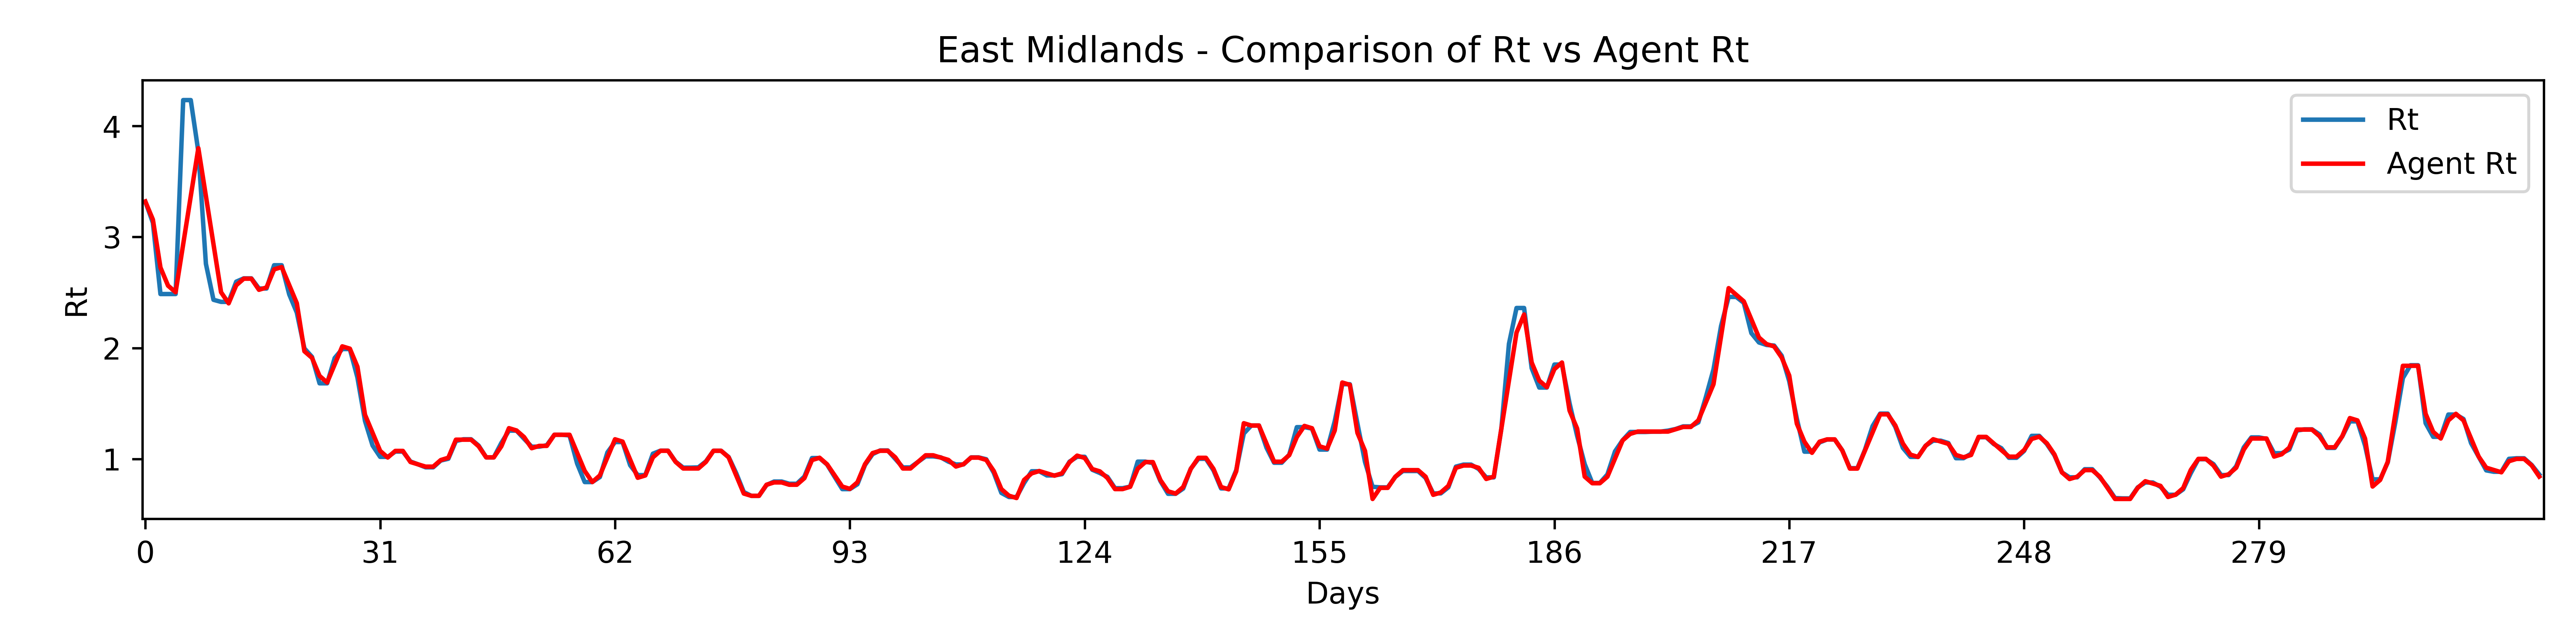 East Midlands - Comparison of Rt vs Agent Rt
Rt
Agent Rt
4
3
2
1
Rt
0 31 62 93 124 155 186 217 248 279
Days